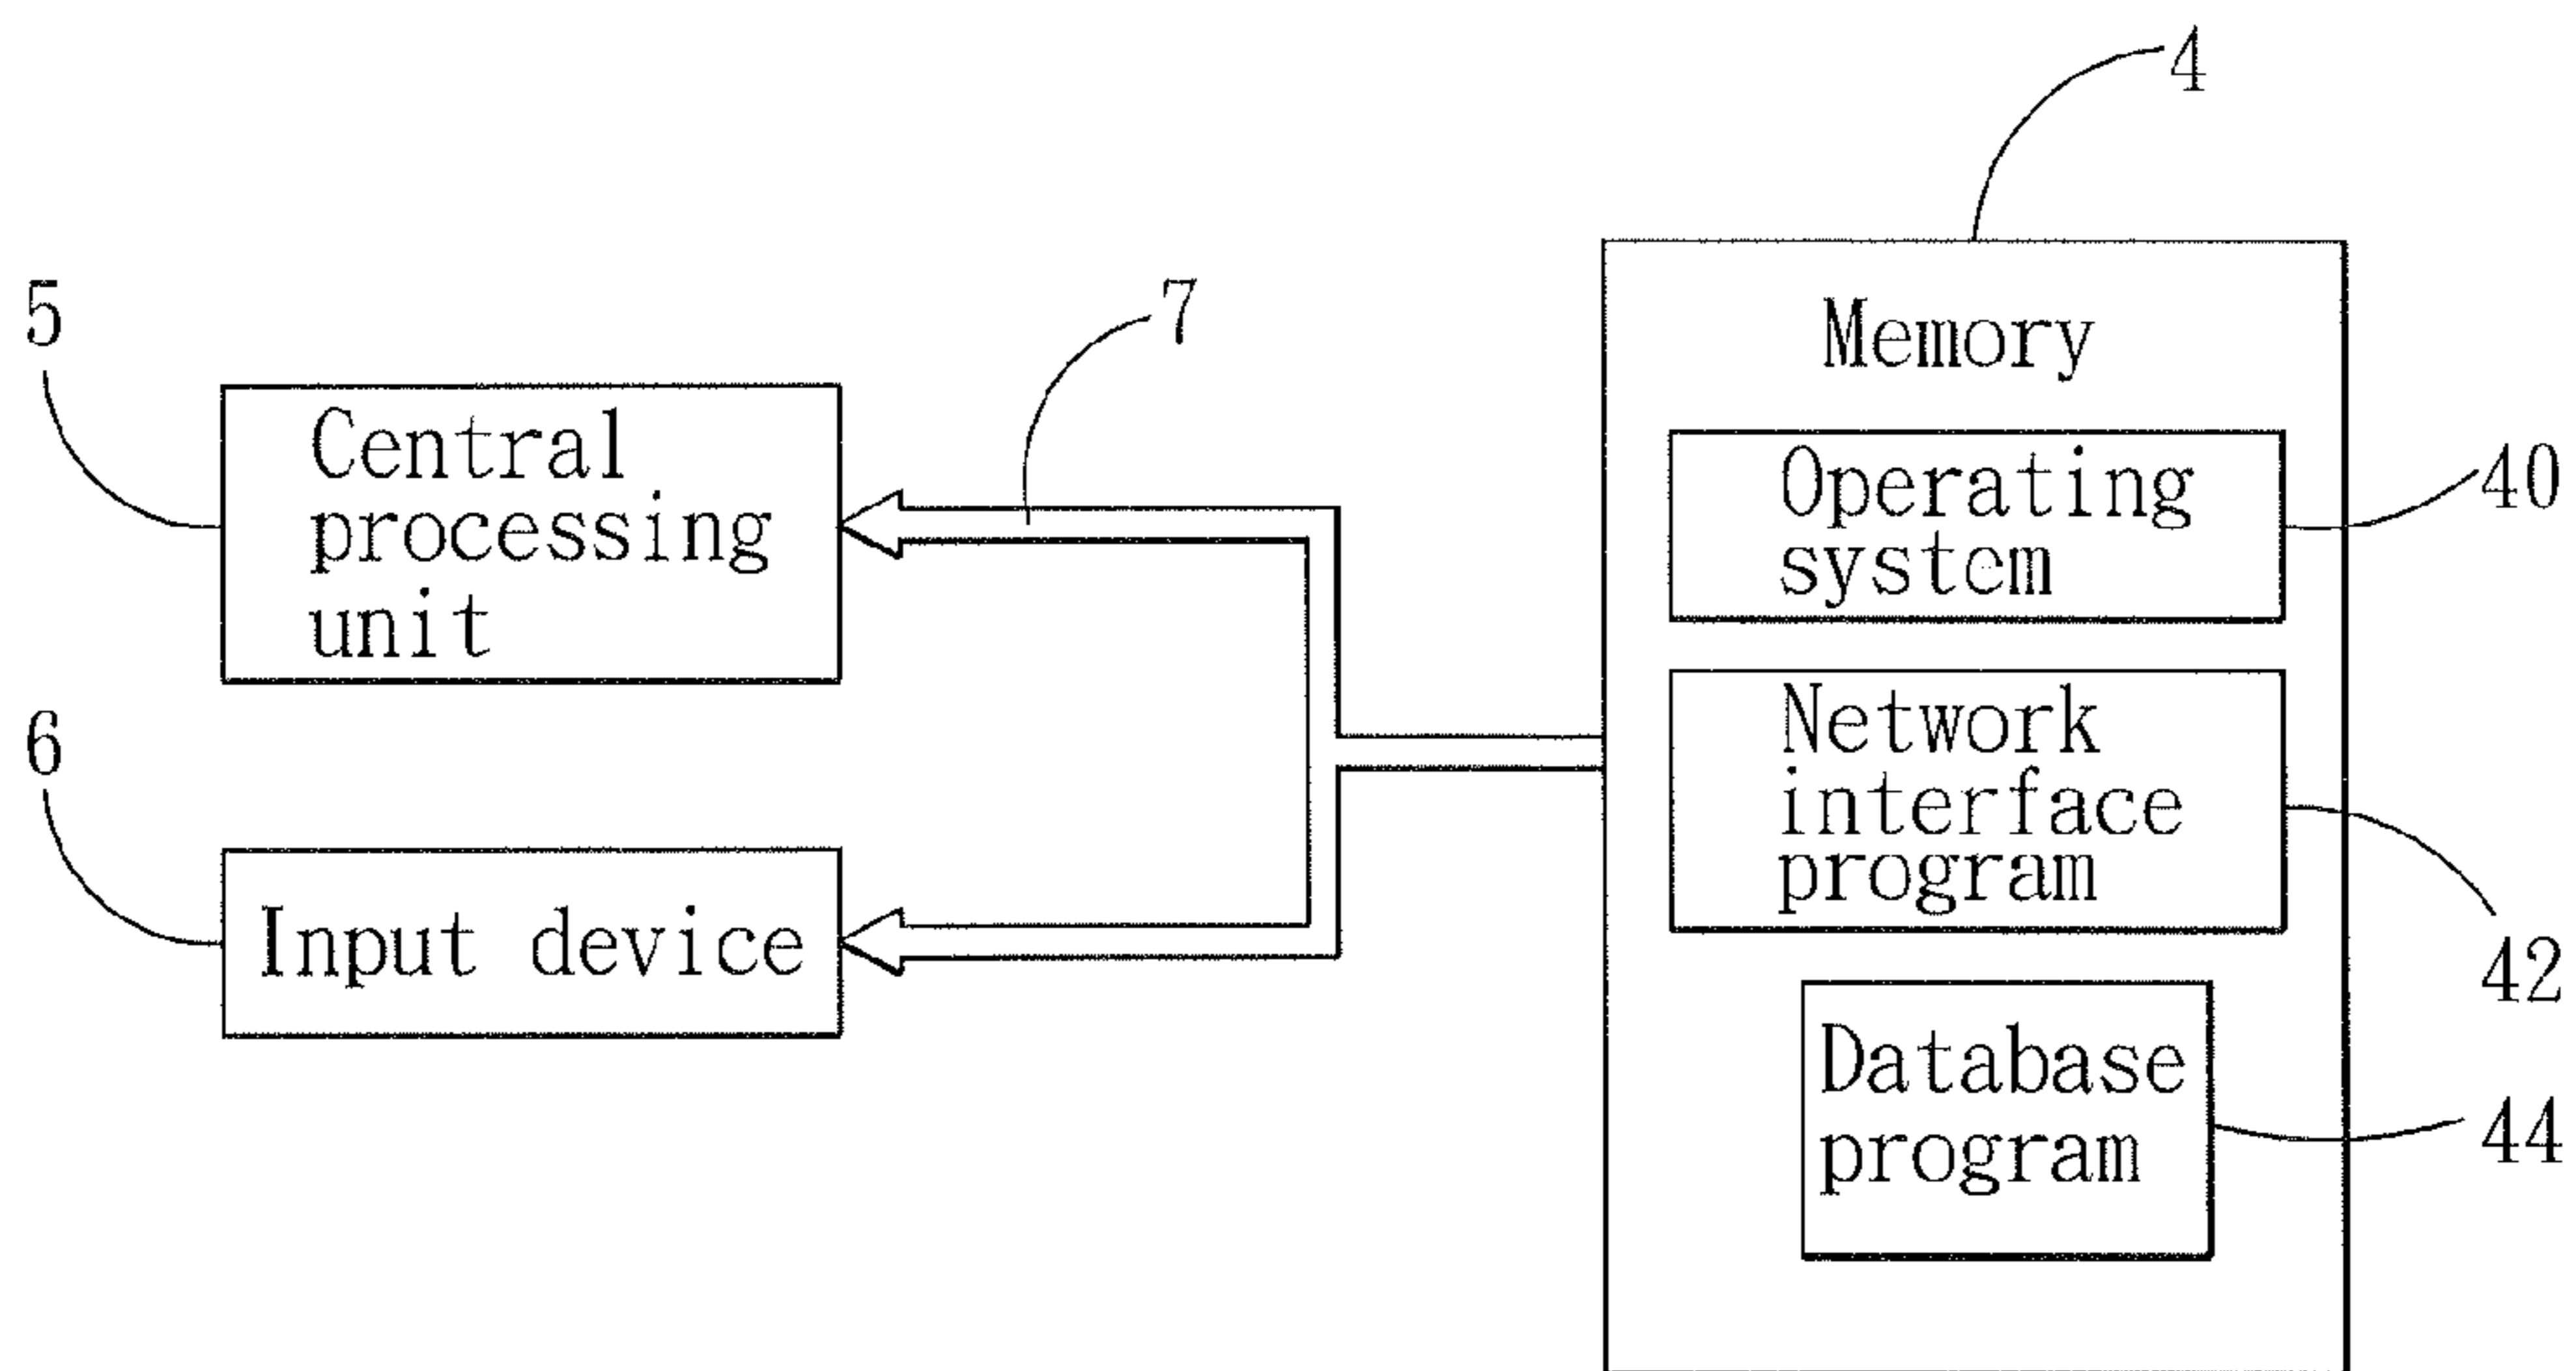 4
5
7
Memory
Central
processing
unit
Operating
system
40
6
Network
interface
program
Input device
42
Database
program
44